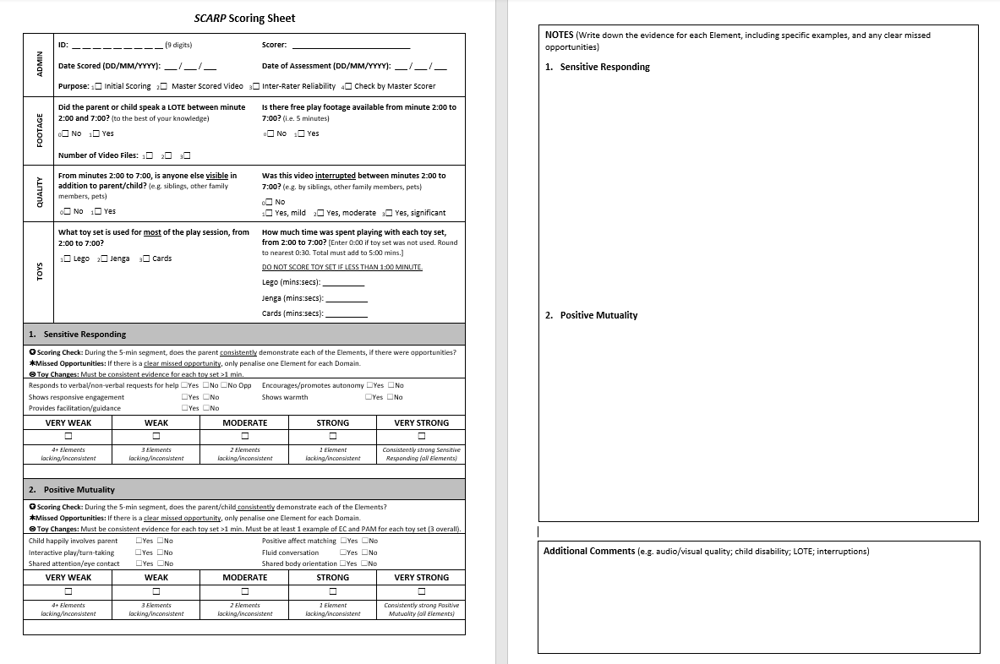 SCARP Scoring Sheet
ADMIN
ID: __ __ __ __ __ __ __ __ __ (9 digits)
Scorer: ______________________________
Date Scored (DD/MM/YYYY): ___ / ___ / ___
Date of Assessment (DD/MM/YYYY): ___ / ___ / ___
Purpose: 1☐ Initial Scoring 2☐ Master Scored Video 3☐ Inter-Rater Reliability 4☐ Check by Master Scorer
FOOTAGE
Did the parent or child speak a LOTE between minute
2:00 and 7:00? (to the best of your knowledge)
0☐ No 1☐ Yes
Number of Video Files: 1☐ 2☐ 3☐
Is there free play footage available from minute 2:00 to
7:00? (i.e. 5 minutes)
0☐ No 1☐ Yes
QUALITY
From minutes 2:00 to 7:00, is anyone else visible in
addition to parent/child? (e.g. siblings, other family
members, pets)
0☐ No 1☐ Yes
Was this video interrupted between minutes 2:00 to
7:00? (e.g. by siblings, other family members, pets)
0☐ No
1☐ Yes, mild 2☐ Yes, moderate 3☐ Yes, significant
TOYS
What toy set is used for most of the play session, from
2:00 to 7:00?
1☐ Lego 2☐ Jenga 3☐ Cards
How much time was spent playing with each toy set,
from 2:00 to 7:00? [Enter 0:00 if toy set was not used. Round
to nearest 0:30. Total must add to 5:00 mins.]
DO NOT SCORE TOY SET IF LESS THAN 1:00 MINUTE.
Lego (mins:secs): __________
Jenga (mins:secs): __________
Cards (mins:secs): __________
1. Sensitive Responding
✪Scoring Check: During the 5-min segment, does the parent consistently demonstrate each of the Elements, if there were opportunities?
✶Missed Opportunities: If there is a clear missed opportunity, only penalise one Element for each Domain.
⊜Toy Changes: Must be consistent evidence for each toy set >1 min.
Responds to verbal/non-verbal requests for help ☐Yes ☐No ☐No Opp Encourages/promotes autonomy ☐Yes ☐No
Shows responsive engagement ☐Yes ☐No Shows warmth ☐Yes ☐No
Provides facilitation/guidance ☐Yes ☐No
VERY WEAK WEAK MODERATE STRONG VERY STRONG
☐ ☐ ☐ ☐ ☐
4+ Elements 3 Elements 2 Elements 1 Element Consistently strong Sensitive
lacking/inconsistent lacking/inconsistent lacking/inconsistent lacking/inconsistent Responding (all Elements)
2. Positive Mutuality
✪Scoring Check: During the 5-min segment, does the parent/child consistently demonstrate each of the Elements?
✶Missed Opportunities: If there is a clear missed opportunity, only penalise one Element for each Domain.
⊜Toy Changes: Must be consistent evidence for each toy set >1 min. Must be at least 1 example of EC and PAM for each toy set (3 overall).
Child happily involves parent ☐Yes ☐No Positive affect matching ☐Yes ☐No
Interactive play/turn-taking ☐Yes ☐No Fluid conversation ☐Yes ☐No
Shared attention/eye contact ☐Yes ☐No Shared body orientation ☐Yes ☐No
VERY WEAK WEAK MODERATE STRONG VERY STRONG
☐ ☐ ☐ ☐ ☐
4+ Elements 3 Elements 2 Elements 1 Element Consistently strong Positive
lacking/inconsistent lacking/inconsistent lacking/inconsistent lacking/inconsistent Mutuality (all Elements)
NOTES (Write down the evidence for each Element, including specific examples, and any clear missed
opportunities)
1. Sensitive Responding
2. Positive Mutuality
Additional Comments (e.g. audio/visual quality; child disability; LOTE; interruptions)